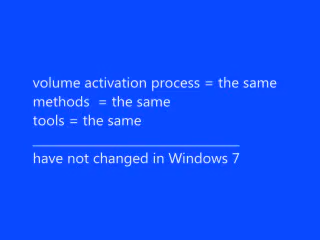 volume activation process = the same
methods  = the same
tools = the same
have not changed in Windows 7